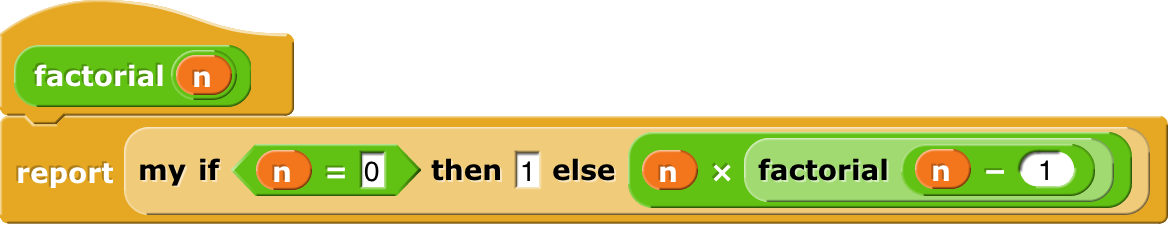 factorial n
report my if n = 0 then 1 else n × factorial n − 1